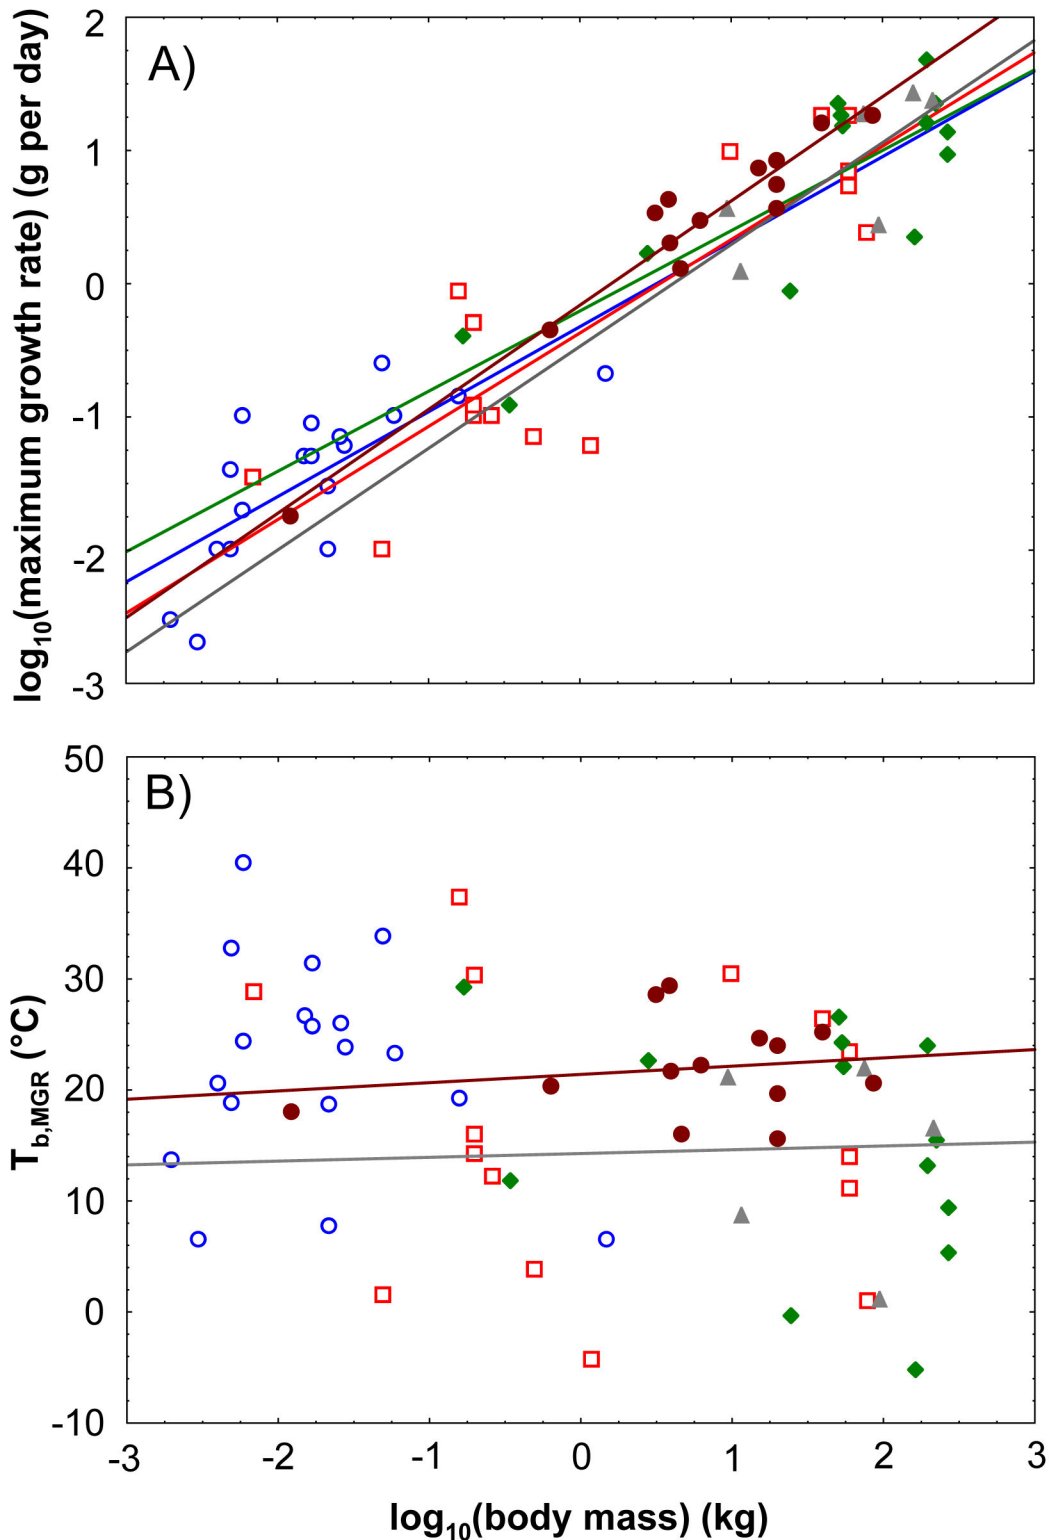 A)
log10(maximum growth rate) (g per day)
2
1
0
-1
-2
-3
B)
Tb,MGR (°C)
50
40
30
20
10
0
-10
-3 -2 -1 0 1 2 3
log10(body mass) (kg)